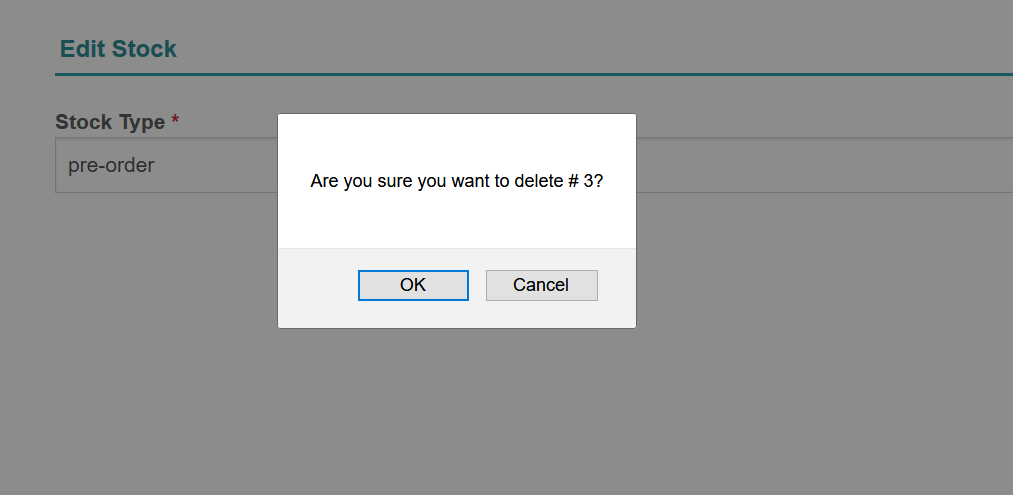 Edit Stock
Stock Type *
pre-order
Are you sure you want to delete # 3?
OK
Cancel